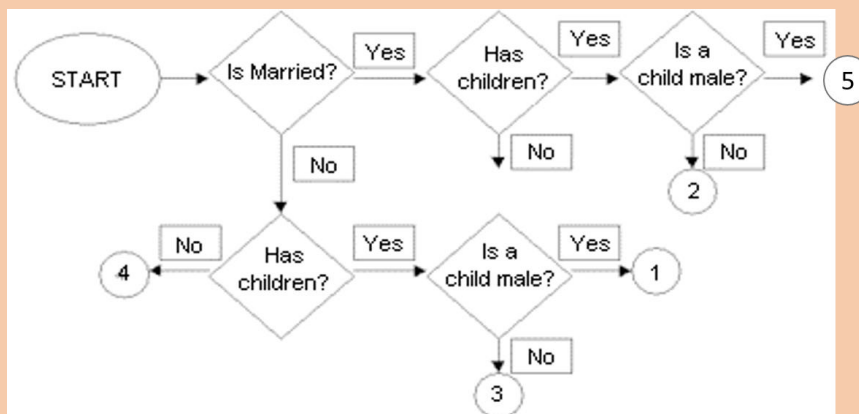 START
Is Married?
Yes
Has
children?
Yes
Is a
child male?
Yes
5
No
No
No
2
4
No
Has
children?
Yes
Is a
child male?
Yes
1
No
3